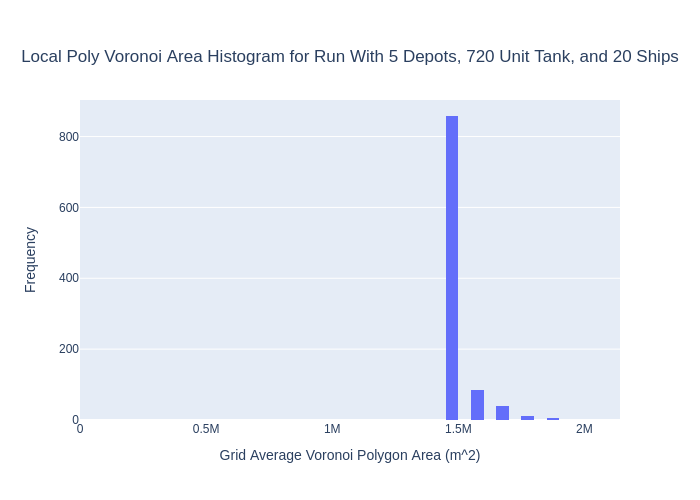 Local Poly Voronoi Area Histogram for Run With 5 Depots, 720 Unit Tank, and 20 Ships
800
600
400
200
0
Frequency
0 0.5M 1M 1.5M 2M
Grid Average Voronoi Polygon Area (m^2)